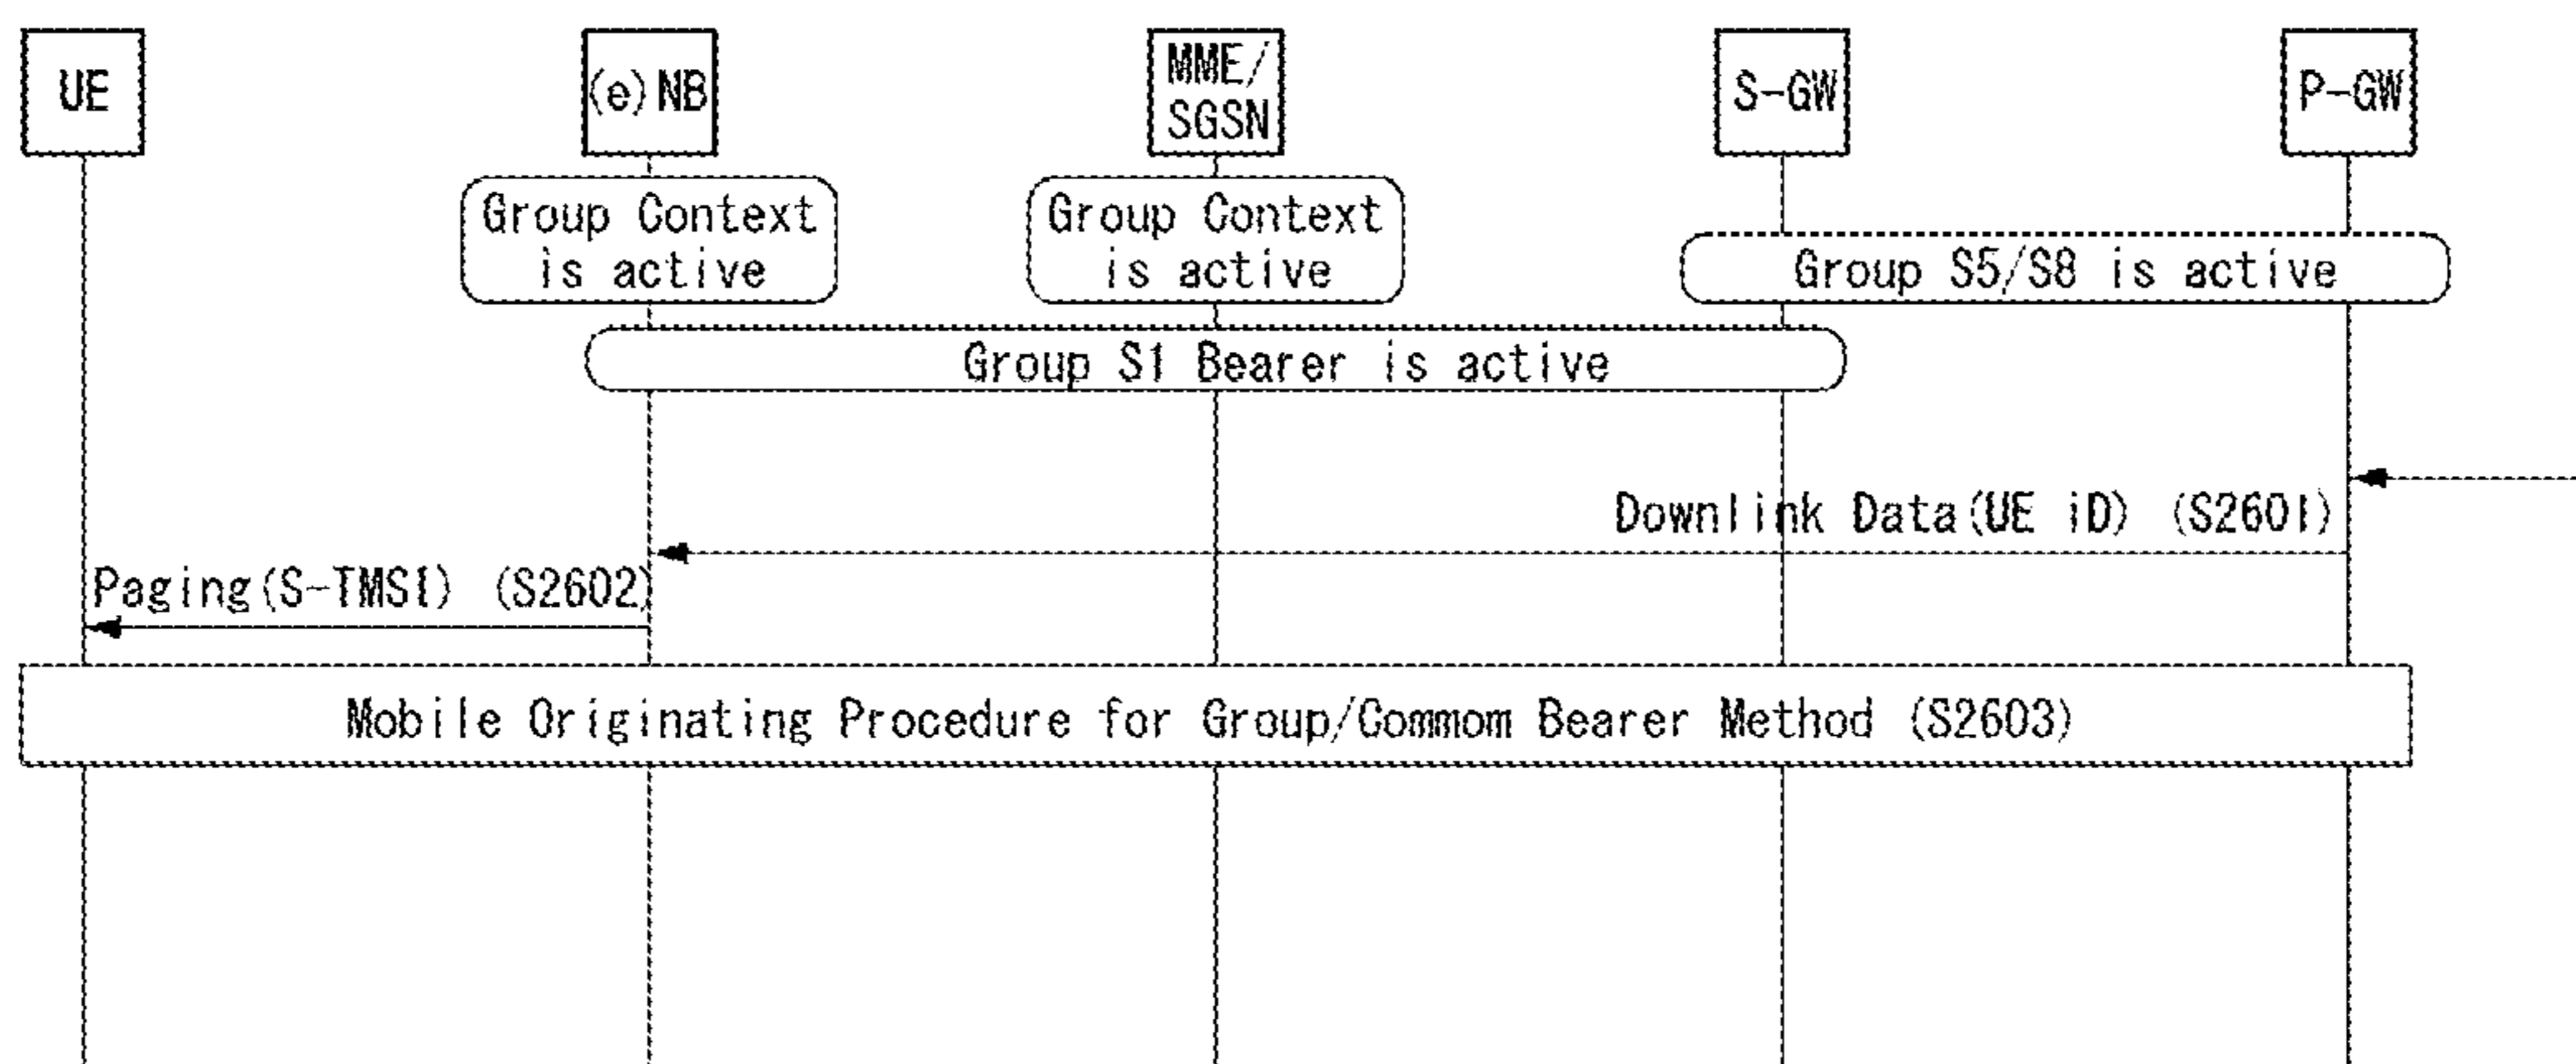 UE
(e)NB
MME/
SGSN
S-GW
P-GW
Group Context
is active
Group Context
is active
Group S5/S8 is active
Group S1 Bearer is active
Downlink Data(UE iD) (S2601)
Paging(S-TMSI) (S2602)
Mobile Originating Procedure for Group/Commom Bearer Method (S2603)